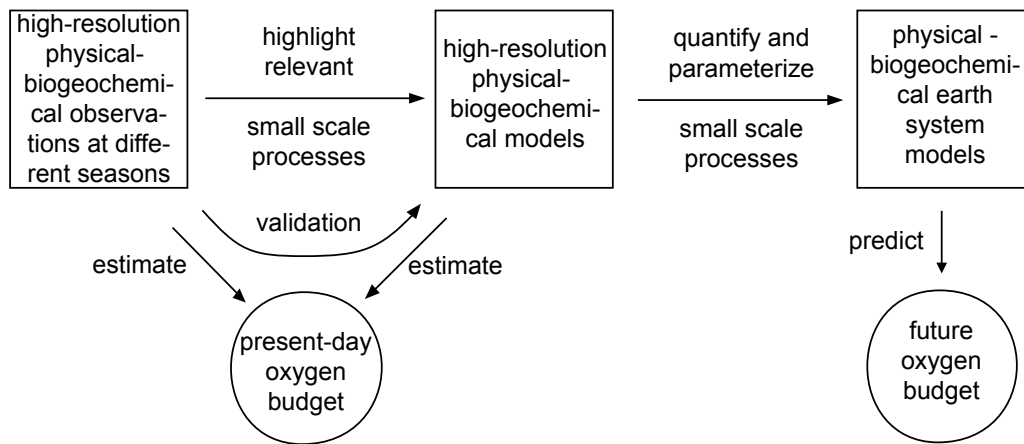 high-resolution
physical-
biogeochemi-
cal observa-
tions at diffe-
rent seasons
highlight
relevant
small scale
processes
high-resolution
physical-
biogeochemi-
cal models
quantify and
parameterize
small scale
processes
physical -
biogeochemi-
cal earth
system
models
validation
estimate
estimate
predict
present-day
oxygen
budget
future
oxygen
budget